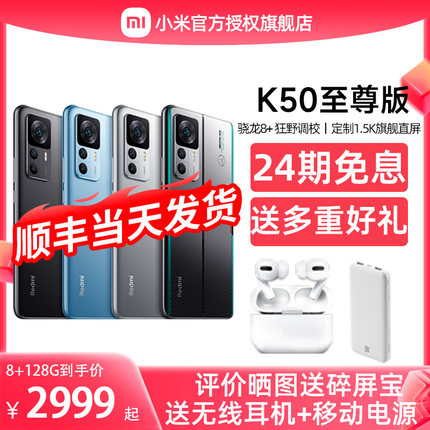 小米官方授权旗舰店
K50至尊版
骁龙8+狂野调校丨定制1.5K旗舰直屏
24期免息
送多重好礼
顺丰当天发货
Redmi
Redmi
Redmi
Redmi
8+128G到手价
¥2999起
评价晒图送碎屏宝
送无线耳机+移动电源